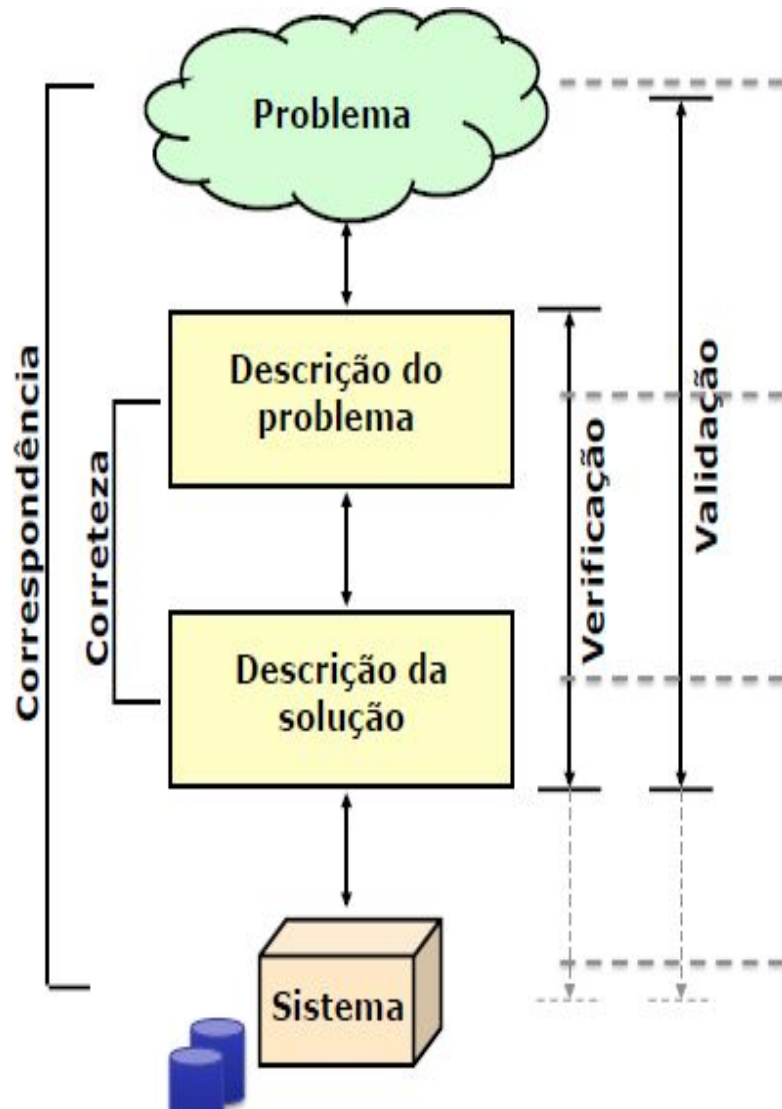 Problema
Descrição do
problema
Descrição da
solução
Sistema
Correspondência
Correteza
Verificação
Validação